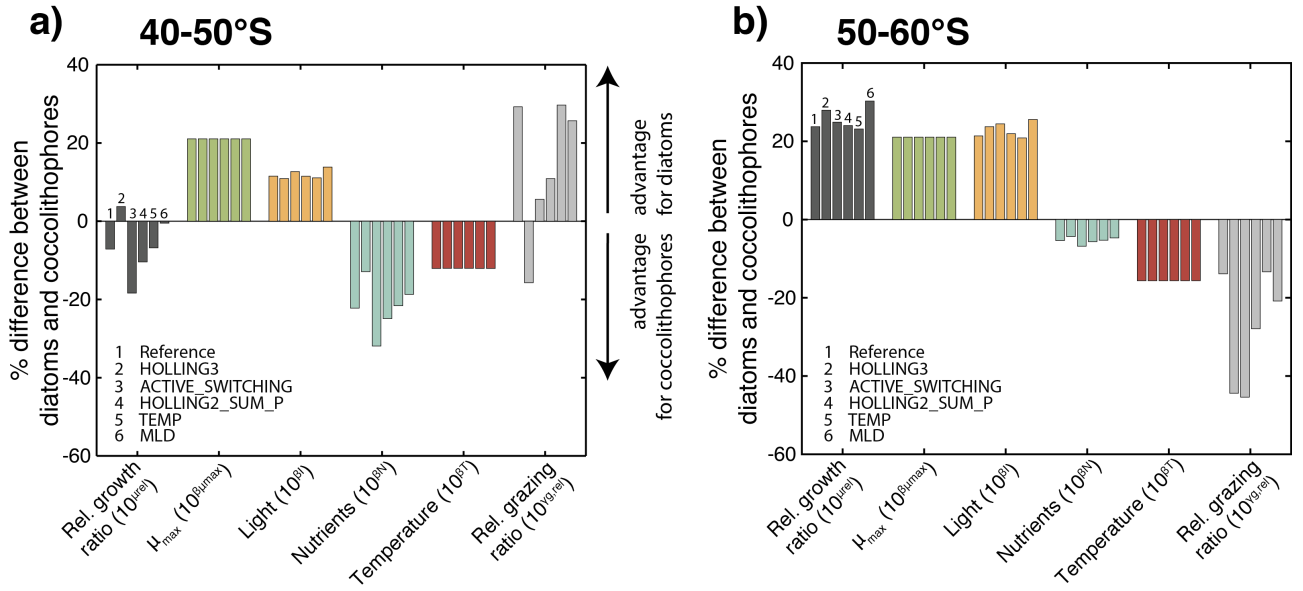 a)
40-50°S
% difference between
diatoms and coccolithophores
40
20
0
-20
-40
-60
1 2 3 4 5 6
1 Reference
2 HOLLING3
3 ACTIVE_SWITCHING
4 HOLLING2_SUM_P
5 TEMP
6 MLD
Rel. growth
ratio (10^μrel)
μmax (10^βμmax)
Light (10^βI)
Nutrients (10^βN)
Temperature (10^βT)
Rel. grazing
ratio (10^γg,rel)
advantage
for diatoms
advantage
for coccolithophores
b)
50-60°S
% difference between
diatoms and coccolithophores
40
20
0
-20
-40
-60
1 2 3 4 5 6
1 Reference
2 HOLLING3
3 ACTIVE_SWITCHING
4 HOLLING2_SUM_P
5 TEMP
6 MLD
Rel. growth
ratio (10^μrel)
μmax (10^βμmax)
Light (10^βI)
Nutrients (10^βN)
Temperature (10^βT)
Rel. grazing
ratio (10^γg,rel)